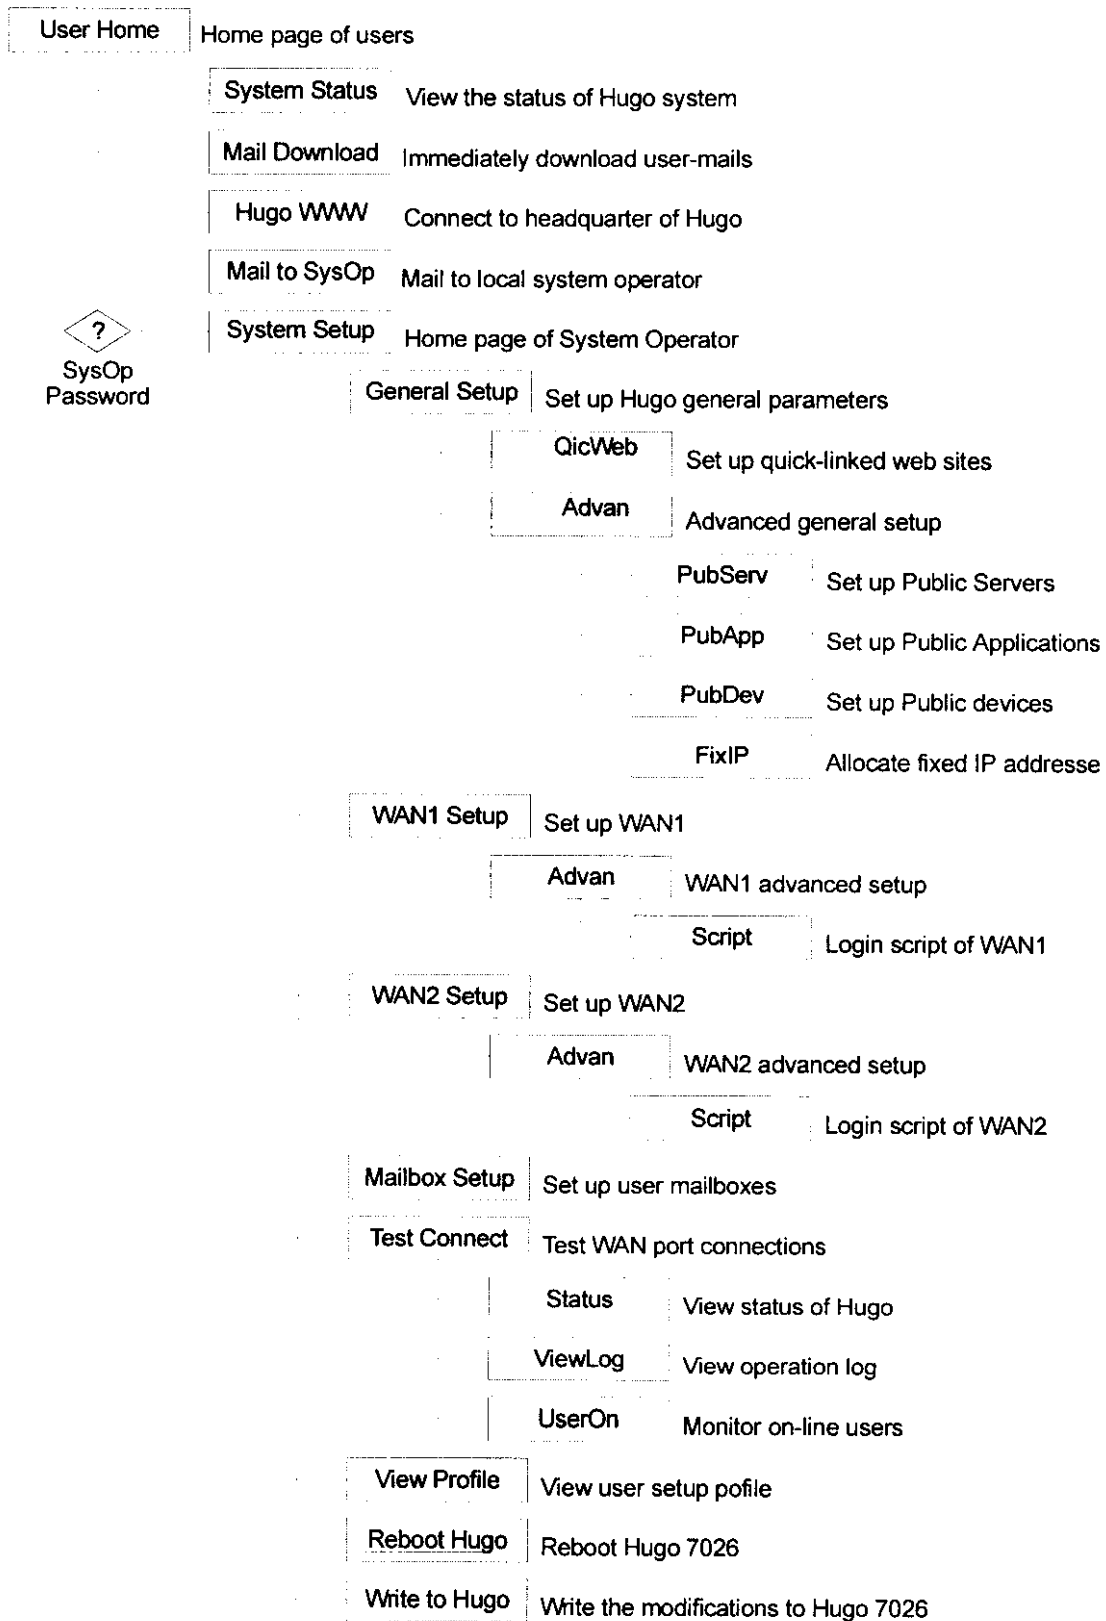 User Home Home page of users
System Status View the status of Hugo system
Mail Download Immediately download user-mails
Hugo WWW Connect to headquarter of Hugo
Mail to SysOp Mail to local system operator
? System Setup Home page of System Operator
SysOp
Password
General Setup Set up Hugo general parameters
QicWeb Set up quick-linked web sites
Advan Advanced general setup
PubServ Set up Public Servers
PubApp Set up Public Applications
PubDev Set up Public devices
FixIP Allocate fixed IP addresse
WAN1 Setup Set up WAN1
Advan WAN1 advanced setup
Script Login script of WAN1
WAN2 Setup Set up WAN2
Advan WAN2 advanced setup
Script Login script of WAN2
Mailbox Setup Set up user mailboxes
Test Connect Test WAN port connections
Status View status of Hugo
ViewLog View operation log
UserOn Monitor on-line users
View Profile View user setup pofile
Reboot Hugo Reboot Hugo 7026
Write to Hugo Write the modifications to Hugo 7026